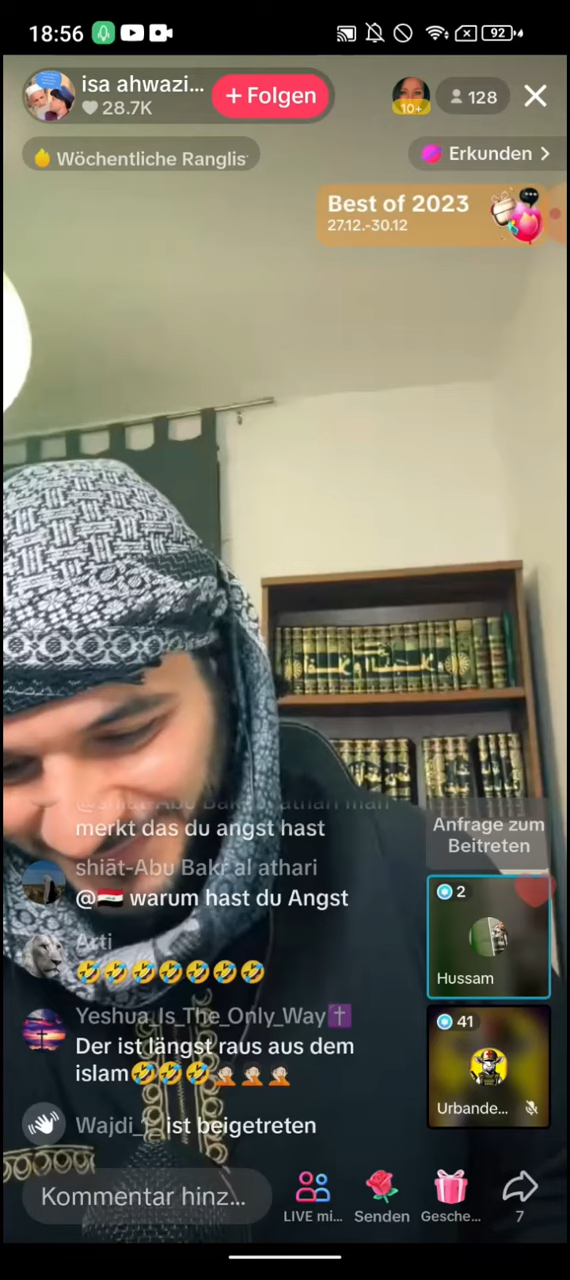 18:56
92
isa ahwazi...
28.7K
+ Folgen
10+
128
Wöchentliche Ranglis
Erkunden >
Best of 2023
27.12.-30.12
merkt das du angst hast
Anfrage zum
Beitreten
shiāt-Abu Bakr al athari
@🇮🇶 warum hast du Angst
2
Hussam
Arti
🤣🤣🤣🤣🤣🤣🤣
Yeshua_Is_The_Only_Way✝️
Der ist längst raus aus dem
islam🤣🤣🤣🤦🏻🤦🏻🤦🏻
41
Urbande...
Wajdi_1 ist beigetreten
Kommentar hinz...
LIVE mi...
Senden
Gesche...
7